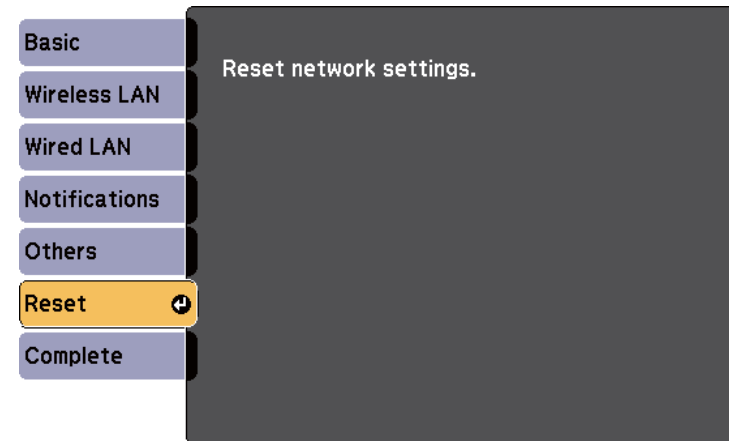 Basic
Wireless LAN
Wired LAN
Notifications
Others
Reset
Complete
Reset network settings.